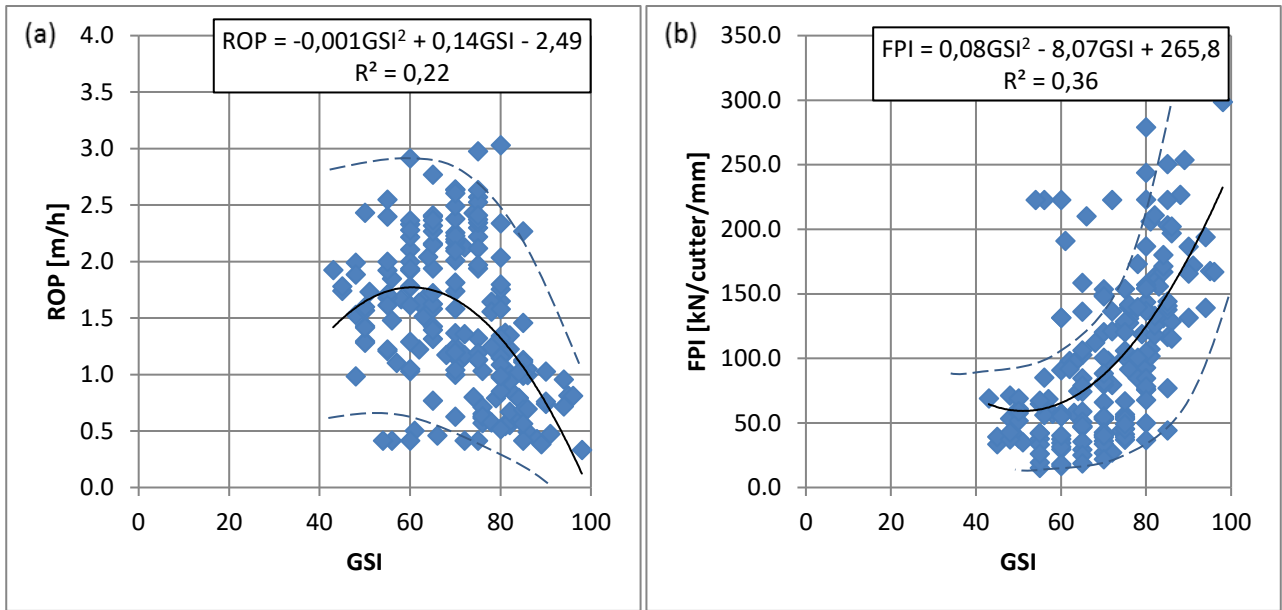 (a)
ROP = -0,001GSI² + 0,14GSI - 2,49
R² = 0,22
4.0
3.5
3.0
2.5
2.0
1.5
1.0
0.5
0.0
ROP [m/h]
0 20 40 60 80 100
GSI
(b)
FPI = 0,08GSI² - 8,07GSI + 265,8
R² = 0,36
350.0
300.0
250.0
200.0
150.0
100.0
50.0
0.0
FPI [kN/cutter/mm]
0 20 40 60 80 100
GSI